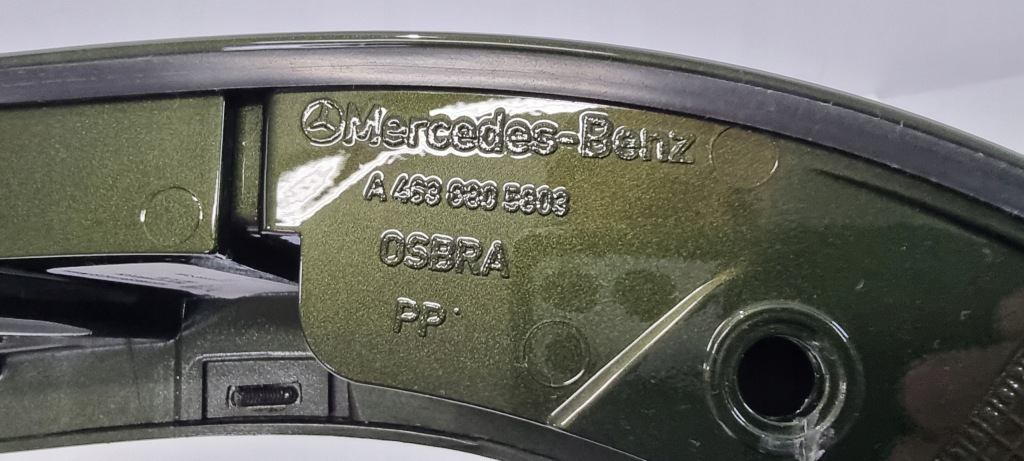 Mercedes-Benz
A 463 880 5803
OSBRA
PP